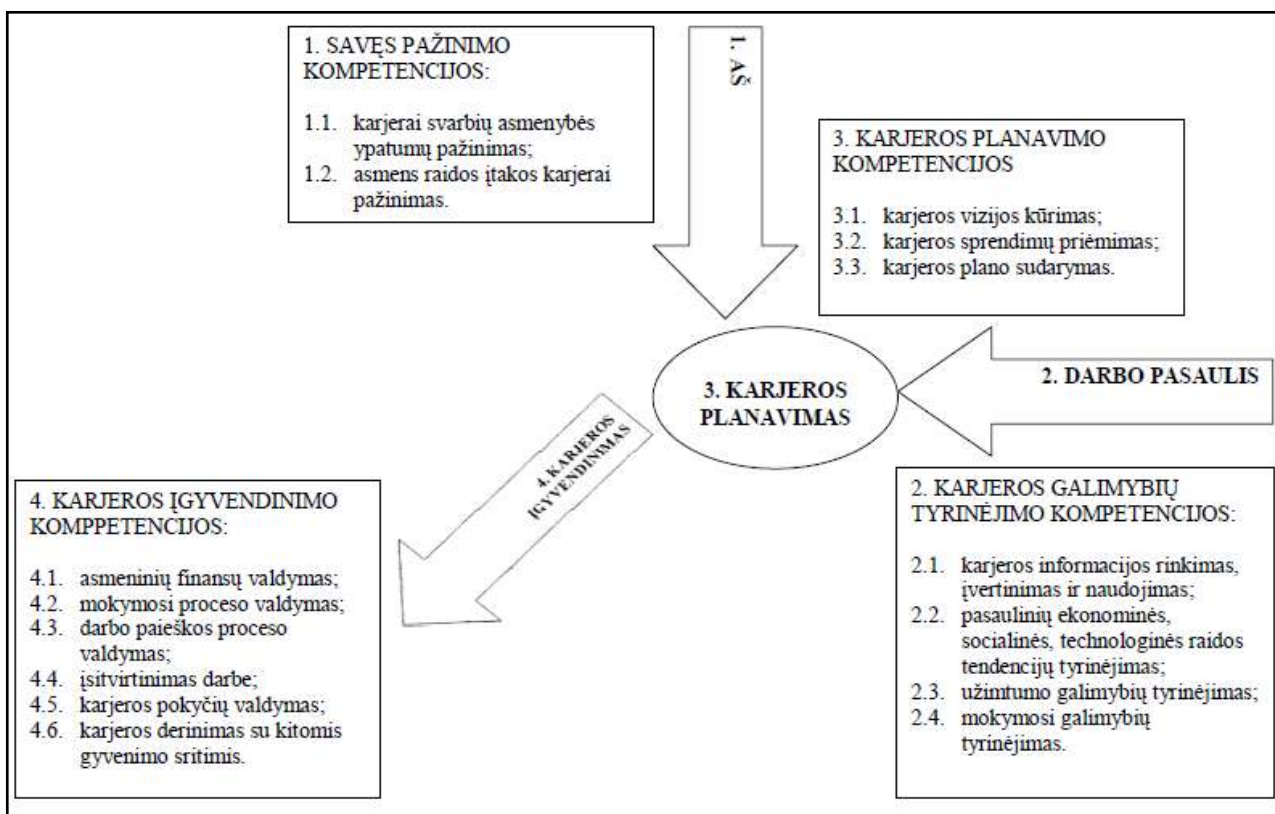 1. SAVĘS PAŽINIMO
KOMPETENCIJOS:
1.1. karjerai svarbių asmenybės
ypatumų pažinimas;
1.2. asmens raidos įtakos karjerai
pažinimas.
1. AŠ
3. KARJEROS PLANAVIMO
KOMPETENCIJOS
3.1. karjeros vizijos kūrimas;
3.2. karjeros sprendimų priėmimas;
3.3. karjeros plano sudarymas.
3. KARJEROS
PLANAVIMAS
2. DARBO PASAULIS
4. KARJEROS
ĮGYVENDINIMAS
4. KARJEROS ĮGYVENDINIMO
KOMPPETENCIJOS:
4.1. asmeninių finansų valdymas;
4.2. mokymosi proceso valdymas;
4.3. darbo paieškos proceso
valdymas;
4.4. įsitvirtinimas darbe;
4.5. karjeros pokyčių valdymas;
4.6. karjeros derinimas su kitomis
gyvenimo sritimis.
2. KARJEROS GALIMYBIŲ
TYRINĖJIMO KOMPETENCIJOS:
2.1. karjeros informacijos rinkimas,
įvertinimas ir naudojimas;
2.2. pasaulinių ekonominės,
socialinės, technologinės raidos
tendencijų tyrinėjimas;
2.3. užimtumo galimybių tyrinėjimas;
2.4. mokymosi galimybių
tyrinėjimas.